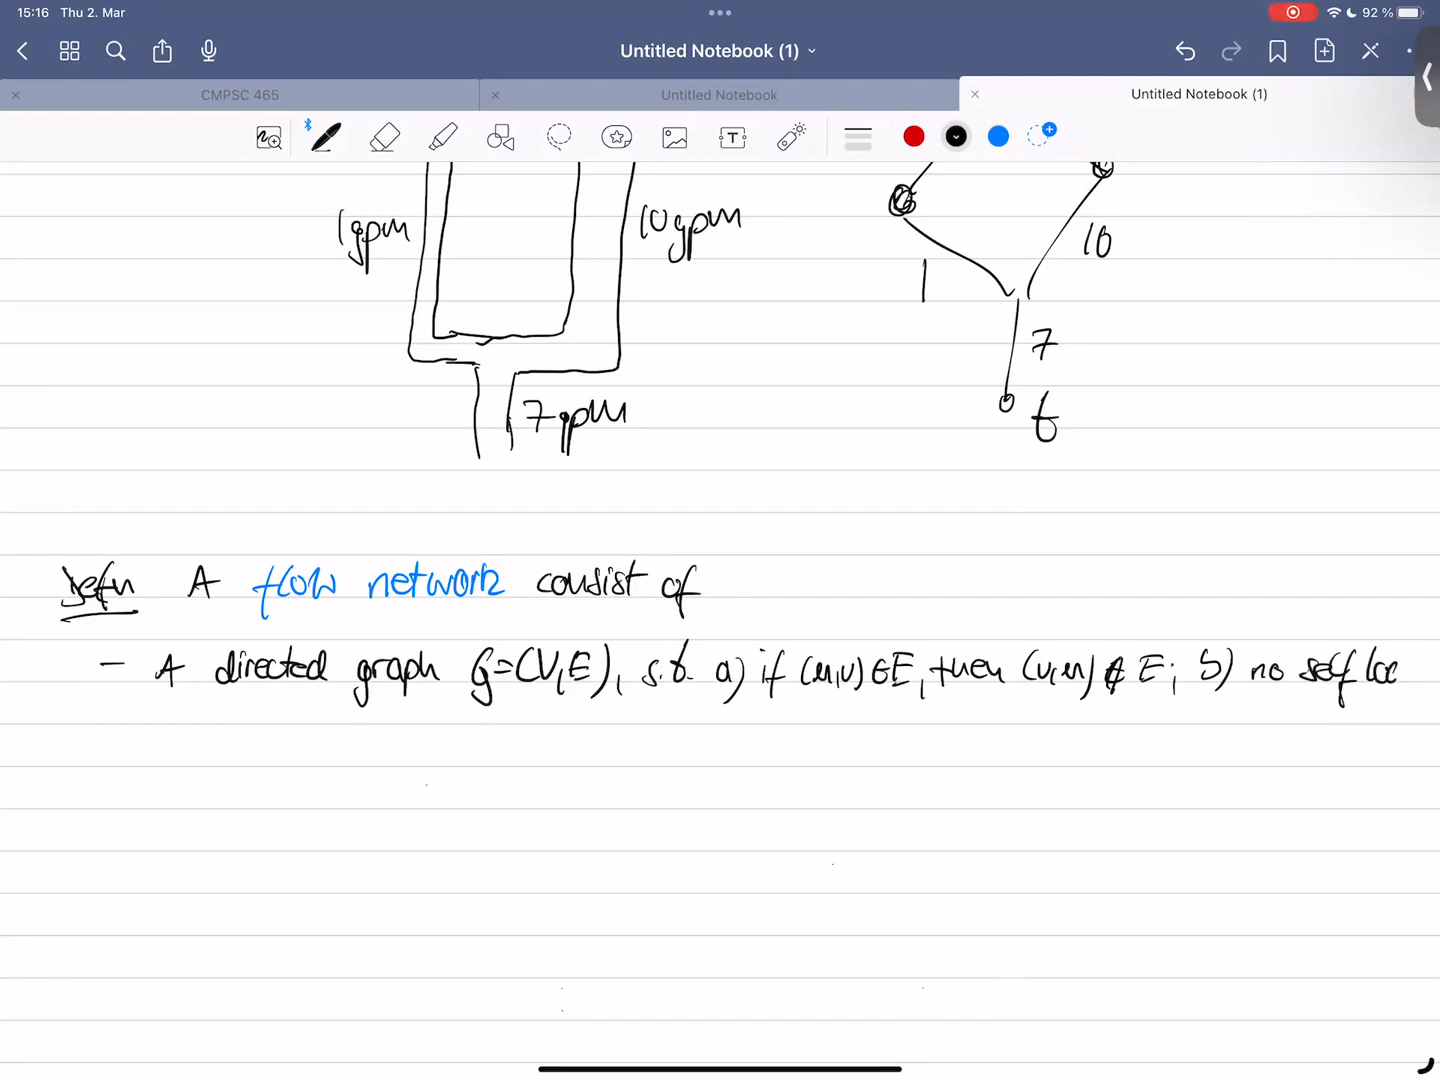 15:16 Thu 2. Mar 92 %
Untitled Notebook (1)
CMPSC 465 Untitled Notebook Untitled Notebook (1)
1gpm 10gpm
7gpm
1 10
7
t
Defn A flow network consist of
- A directed graph G=(V,E), s.t. a) if (u,v)∈E, then (v,u)∉E; b) no self loo